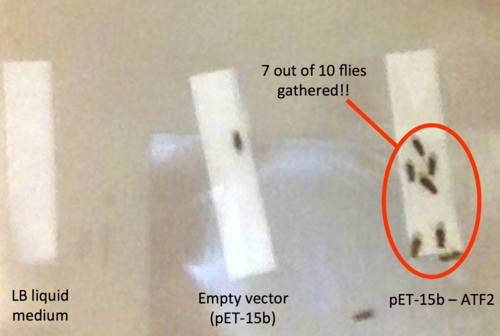 7 out of 10 flies
gathered!!
LB liquid
medium
Empty vector
(pET-15b)
pET-15b – ATF2